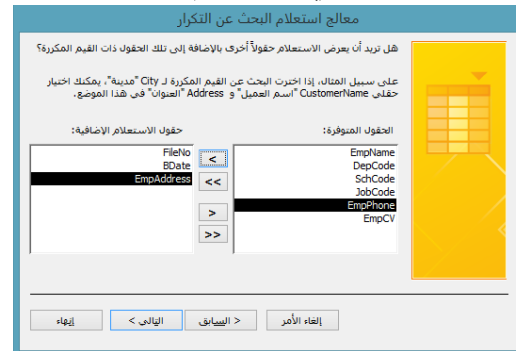 معالج استعلام البحث عن التكرار
هل تريد أن يعرض الاستعلام حقولاً أخرى بالإضافة إلى تلك الحقول ذات القيم المكررة؟
على سبيل المثال، إذا اخترت البحث عن القيم المكررة لـ City "مدينة"، يمكنك اختيار
حقلي CustomerName "اسم العميل" و Address "العنوان" في هذا الموضع.
الحقول المتوفرة:
EmpName
DepCode
SchCode
JobCode
EmpPhone
EmpCV
<
<<
>
>>
حقول الاستعلام الإضافية:
FileNo
BDate
EmpAddress
إلغاء الأمر
< السابق
التالي >
إنهاء